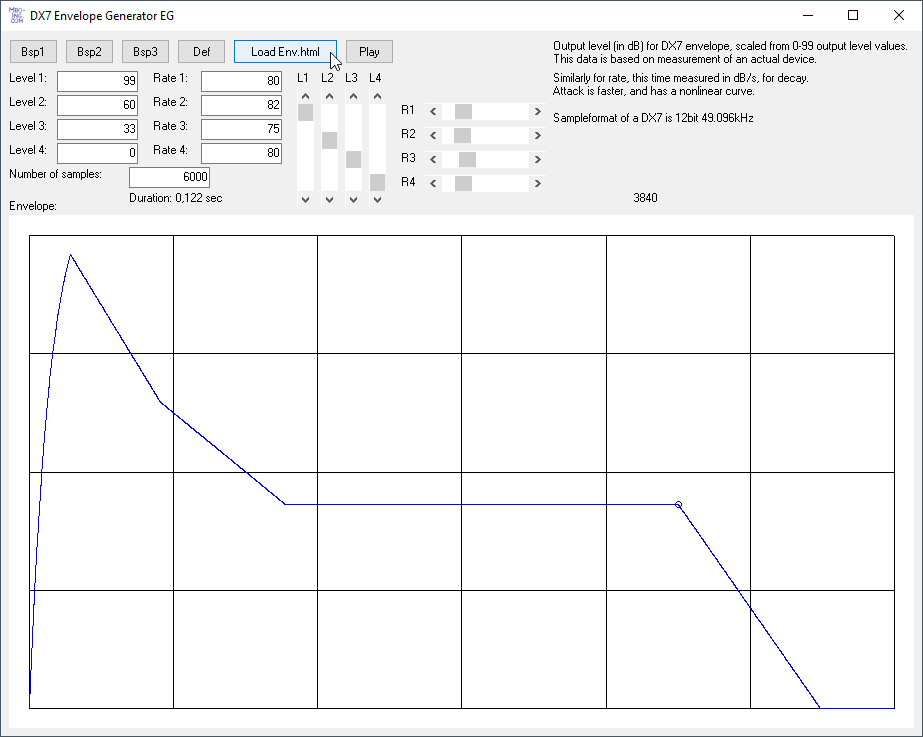 MBO-ING.COM DX7 Envelope Generator EG
Bsp1 Bsp2 Bsp3 Def Load Env.html Play
Level 1: 99 Rate 1: 80
Level 2: 60 Rate 2: 82
Level 3: 33 Rate 3: 75
Level 4: 0 Rate 4: 80
Number of samples: 6000
Duration: 0,122 sec
Envelope:
L1 L2 L3 L4
R1
R2
R3
R4
Output level (in dB) for DX7 envelope, scaled from 0-99 output level values.
This data is based on measurement of an actual device.
Similarly for rate, this time measured in dB/s, for decay.
Attack is faster, and has a nonlinear curve.
Sampleformat of a DX7 is 12bit 49.096kHz
3840